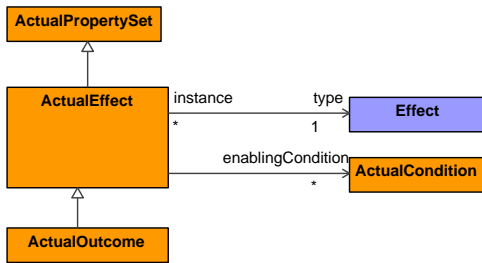 ActualPropertySet
ActualEffect
instance
type
*
1
Effect
enablingCondition
*
ActualCondition
ActualOutcome